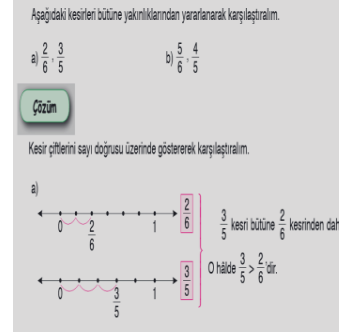 Aşağıdaki kesirleri bütüne yakınlıklarından yararlanarak karşılaştıralım.
a) 2/6 , 3/5 b) 5/6 , 4/5
Çözüm
Kesir çiftlerini sayı doğrusu üzerinde göstererek karşılaştıralım.
a)
0 2/6 1 2/6
3/5 kesri bütüne 2/6 kesrinden dah
O hâlde 3/5 > 2/6 'dir.
0 3/5 1 3/5